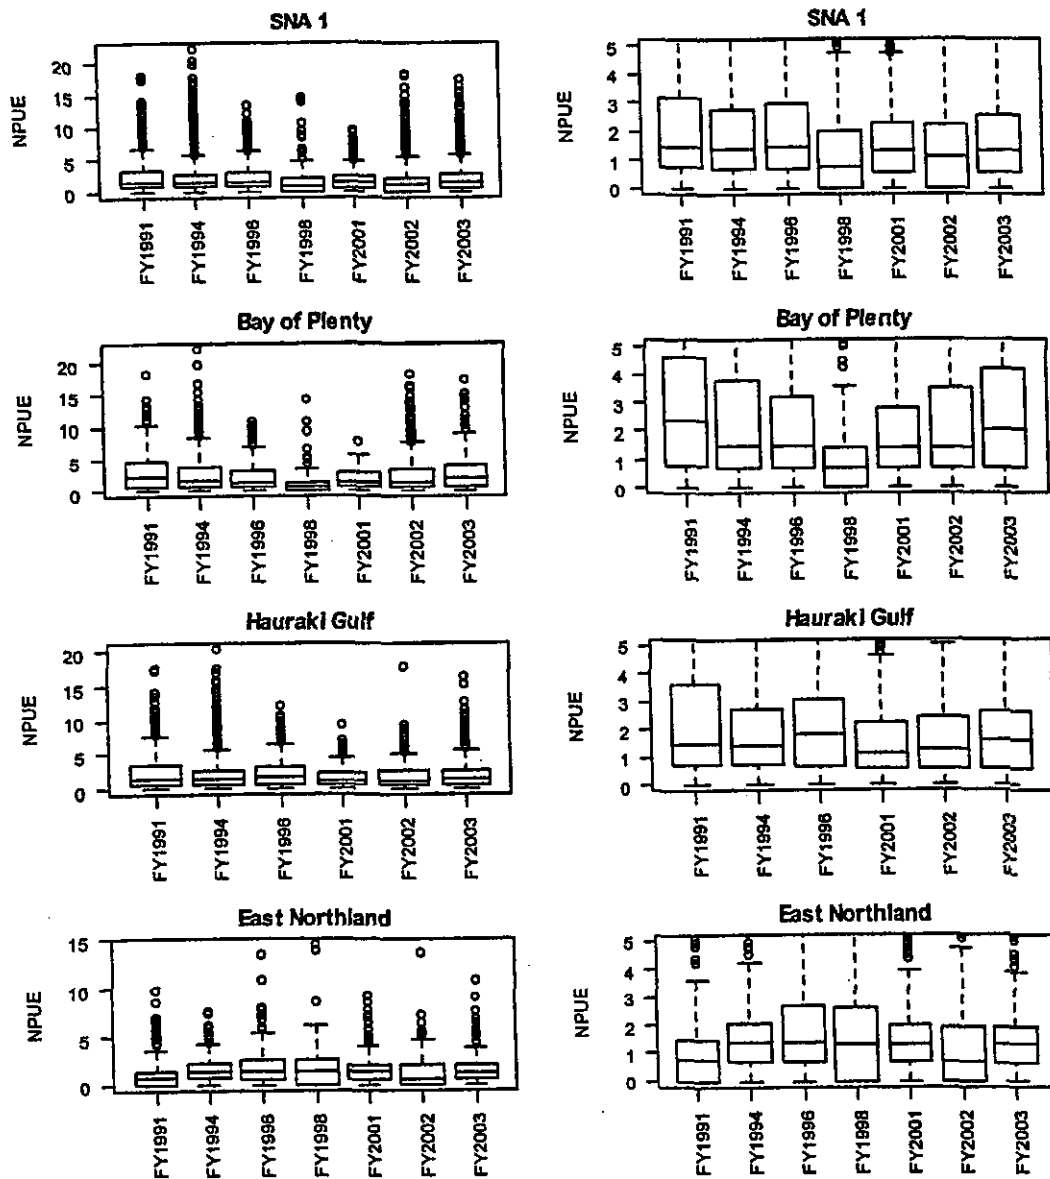 SNA 1
NPUE
20
15
10
5
0
FY1991
FY1994
FY1996
FY1998
FY2001
FY2002
FY2003
SNA 1
NPUE
5
4
3
2
1
0
FY1991
FY1994
FY1996
FY1998
FY2001
FY2002
FY2003
Bay of Plenty
NPUE
20
15
10
5
0
FY1991
FY1994
FY1996
FY1998
FY2001
FY2002
FY2003
Bay of Plenty
NPUE
5
4
3
2
1
0
FY1991
FY1994
FY1996
FY1998
FY2001
FY2002
FY2003
Hauraki Gulf
NPUE
20
15
10
5
0
FY1991
FY1994
FY1996
FY2001
FY2002
FY2003
Hauraki Gulf
NPUE
5
4
3
2
1
0
FY1991
FY1994
FY1996
FY2001
FY2002
FY2003
East Northland
NPUE
15
10
5
0
FY1991
FY1994
FY1996
FY1998
FY2001
FY2002
FY2003
East Northland
NPUE
5
4
3
2
1
0
FY1991
FY1994
FY1996
FY1998
FY2001
FY2002
FY2003